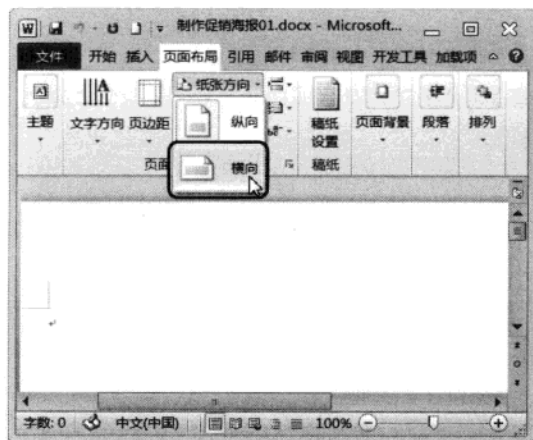 制作促销海报01.docx - Microsoft...
文件 开始 插入 页面布局 引用 邮件 审阅 视图 开发工具 加载项
纸张方向
主题 文字方向 页边距 纵向 稿纸设置 页面背景 段落 排列
页面 横向 稿纸
字数: 0 中文(中国) 100%